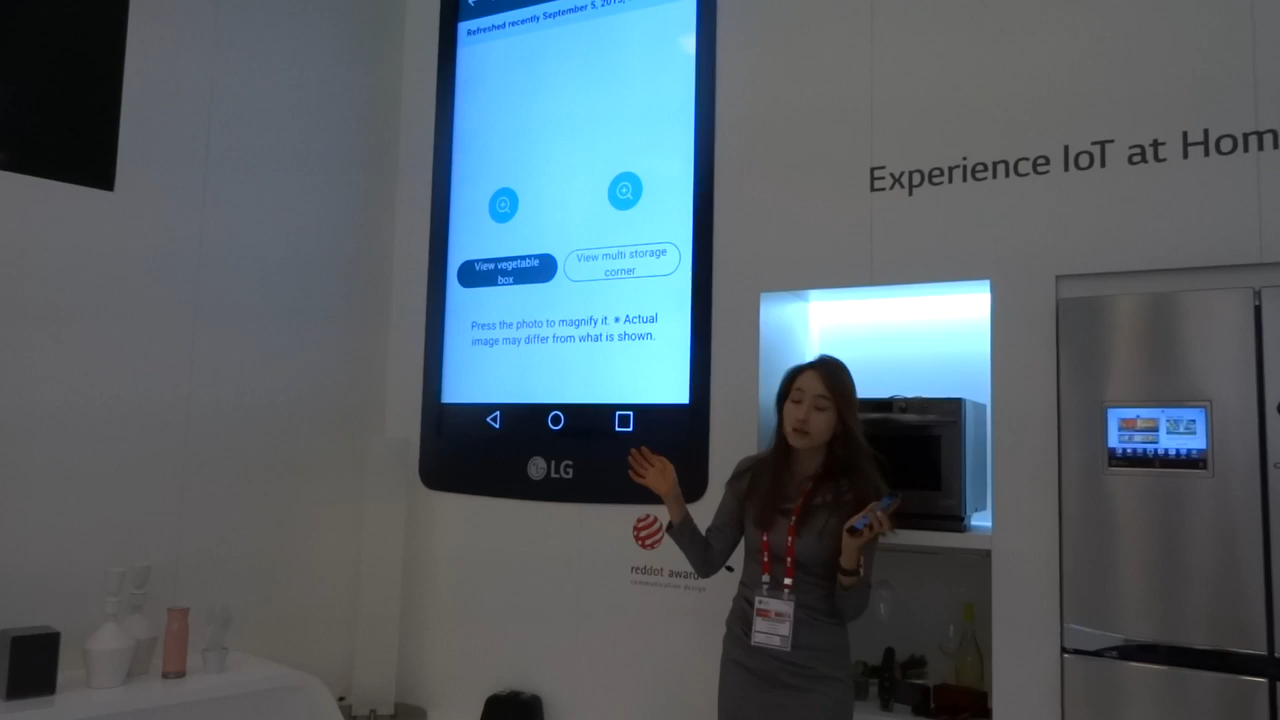 Refreshed recently September 5, 2015,
Experience IoT at Hom
View vegetable
box
View multi storage
corner
Press the photo to magnify it. ※ Actual
image may differ from what is shown.
LG
reddot award
communication design